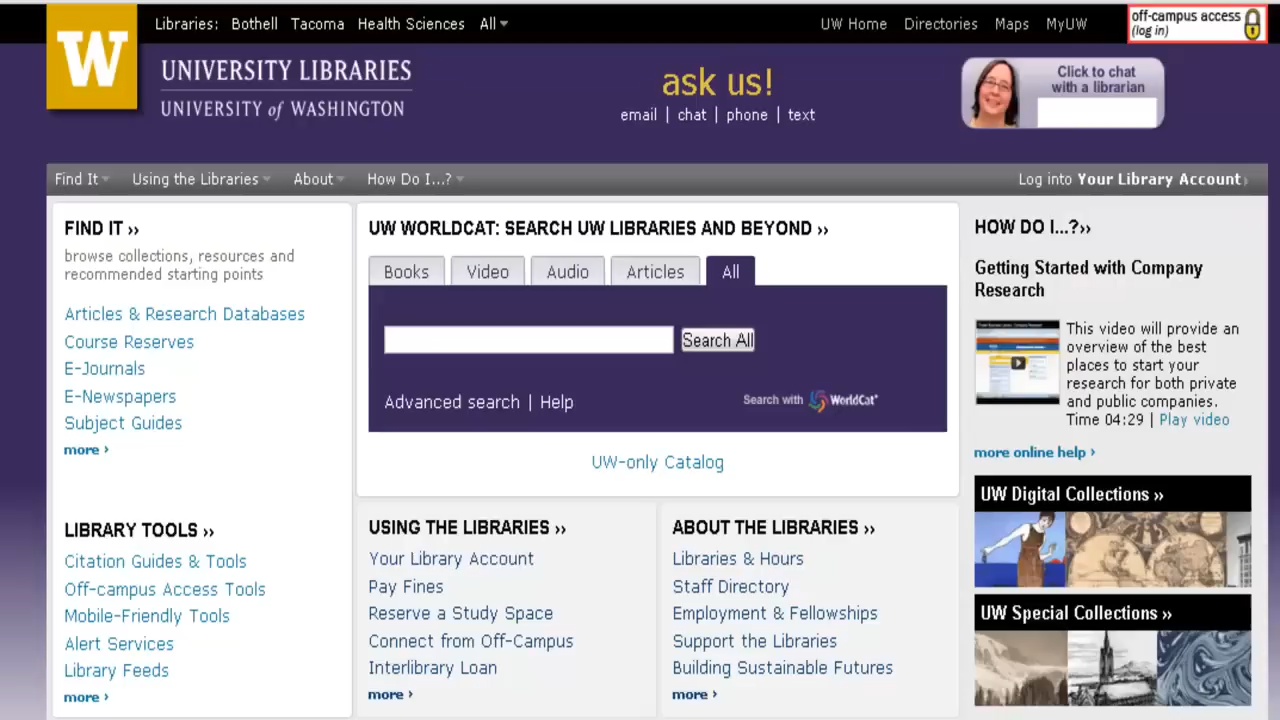 Libraries: Bothell Tacoma Health Sciences All
UW Home Directories Maps MyUW
off-campus access
(log in)
W
UNIVERSITY LIBRARIES
UNIVERSITY of WASHINGTON
ask us!
email | chat | phone | text
Click to chat
with a librarian
Find It Using the Libraries About How Do I...?
Log into Your Library Account
FIND IT ››
browse collections, resources and
recommended starting points
Articles & Research Databases
Course Reserves
E-Journals
E-Newspapers
Subject Guides
more ›
LIBRARY TOOLS ››
Citation Guides & Tools
Off-campus Access Tools
Mobile-Friendly Tools
Alert Services
Library Feeds
more ›
UW WORLDCAT: SEARCH UW LIBRARIES AND BEYOND ››
Books Video Audio Articles All
Search All
Advanced search | Help
Search with WorldCat
UW-only Catalog
USING THE LIBRARIES ››
Your Library Account
Pay Fines
Reserve a Study Space
Connect from Off-Campus
Interlibrary Loan
more ›
ABOUT THE LIBRARIES ››
Libraries & Hours
Staff Directory
Employment & Fellowships
Support the Libraries
Building Sustainable Futures
more ›
HOW DO I...?››
Getting Started with Company
Research
This video will provide an
overview of the best
places to start your
research for both private
and public companies.
Time 04:29 | Play video
more online help ›
UW Digital Collections ››
UW Special Collections ››